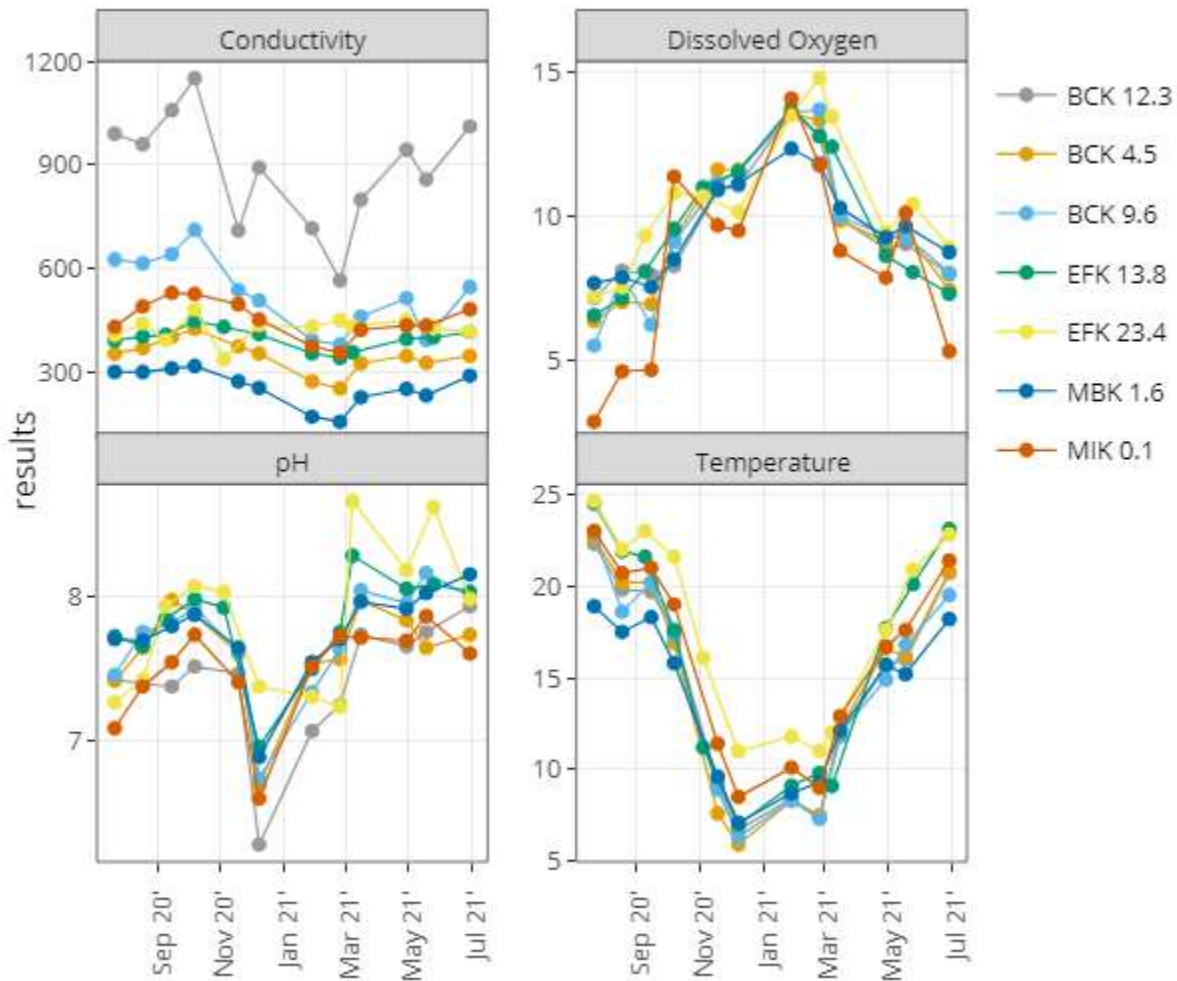 Conductivity
Dissolved Oxygen
1200
900
600
300
15
10
5
BCK 12.3
BCK 4.5
BCK 9.6
EFK 13.8
EFK 23.4
MBK 1.6
MIK 0.1
results
pH
Temperature
8
7
25
20
15
10
5
Sep 20'
Nov 20'
Jan 21'
Mar 21'
May 21'
Jul 21'
Sep 20'
Nov 20'
Jan 21'
Mar 21'
May 21'
Jul 21'